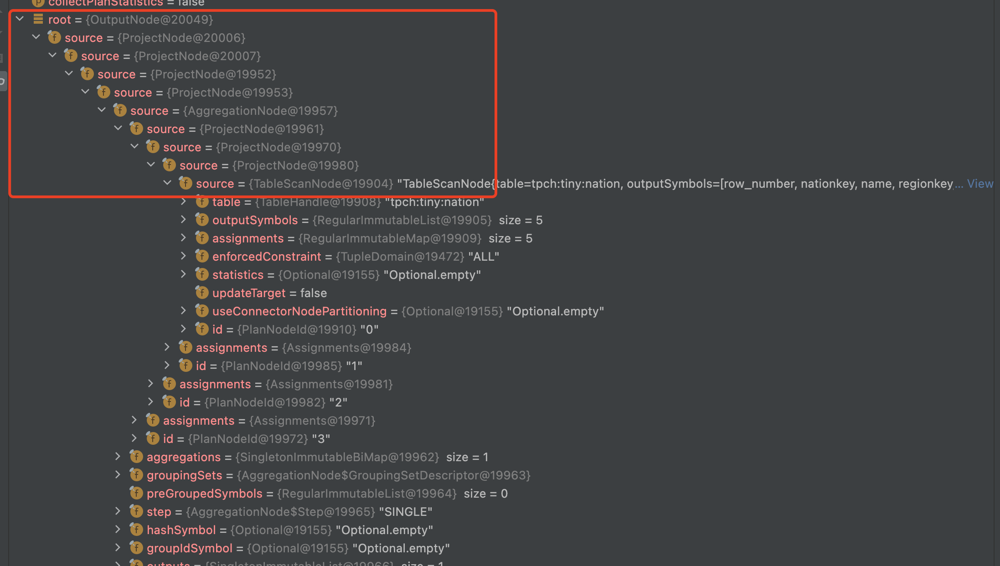 collectPlanStatistics = false
root = {OutputNode@20049}
source = {ProjectNode@20006}
source = {ProjectNode@20007}
source = {ProjectNode@19952}
source = {ProjectNode@19953}
source = {AggregationNode@19957}
source = {ProjectNode@19961}
source = {ProjectNode@19970}
source = {ProjectNode@19980}
source = {TableScanNode@19904} "TableScanNode{table=tpch:tiny:nation, outputSymbols=[row_number, nationkey, name, regionkey,... View
table = {TableHandle@19908} "tpch:tiny:nation"
outputSymbols = {RegularImmutableList@19905} size = 5
assignments = {RegularImmutableMap@19909} size = 5
enforcedConstraint = {TupleDomain@19472} "ALL"
statistics = {Optional@19155} "Optional.empty"
updateTarget = false
useConnectorNodePartitioning = {Optional@19155} "Optional.empty"
id = {PlanNodeId@19910} "0"
assignments = {Assignments@19984}
id = {PlanNodeId@19985} "1"
assignments = {Assignments@19981}
id = {PlanNodeId@19982} "2"
assignments = {Assignments@19971}
id = {PlanNodeId@19972} "3"
aggregations = {SingletonImmutableBiMap@19962} size = 1
groupingSets = {AggregationNode$GroupingSetDescriptor@19963}
preGroupedSymbols = {RegularImmutableList@19964} size = 0
step = {AggregationNode$Step@19965} "SINGLE"
hashSymbol = {Optional@19155} "Optional.empty"
groupIdSymbol = {Optional@19155} "Optional.empty"
outputs = {SingletonImmutableList@19966} size = 1